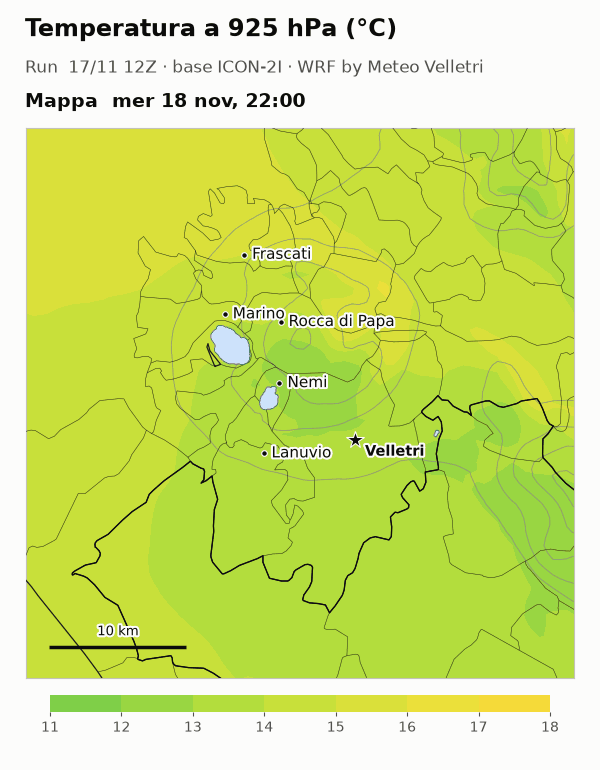 Temperatura a 925 hPa (°C)
Run  17/11 12Z · base ICON-2I · WRF by Meteo Velletri
Mappa  mer 18 nov, 22:00
Frascati
Marino
Rocca di Papa
Nemi
Velletri
Lanuvio
10 km
11 12 13 14 15 16 17 18